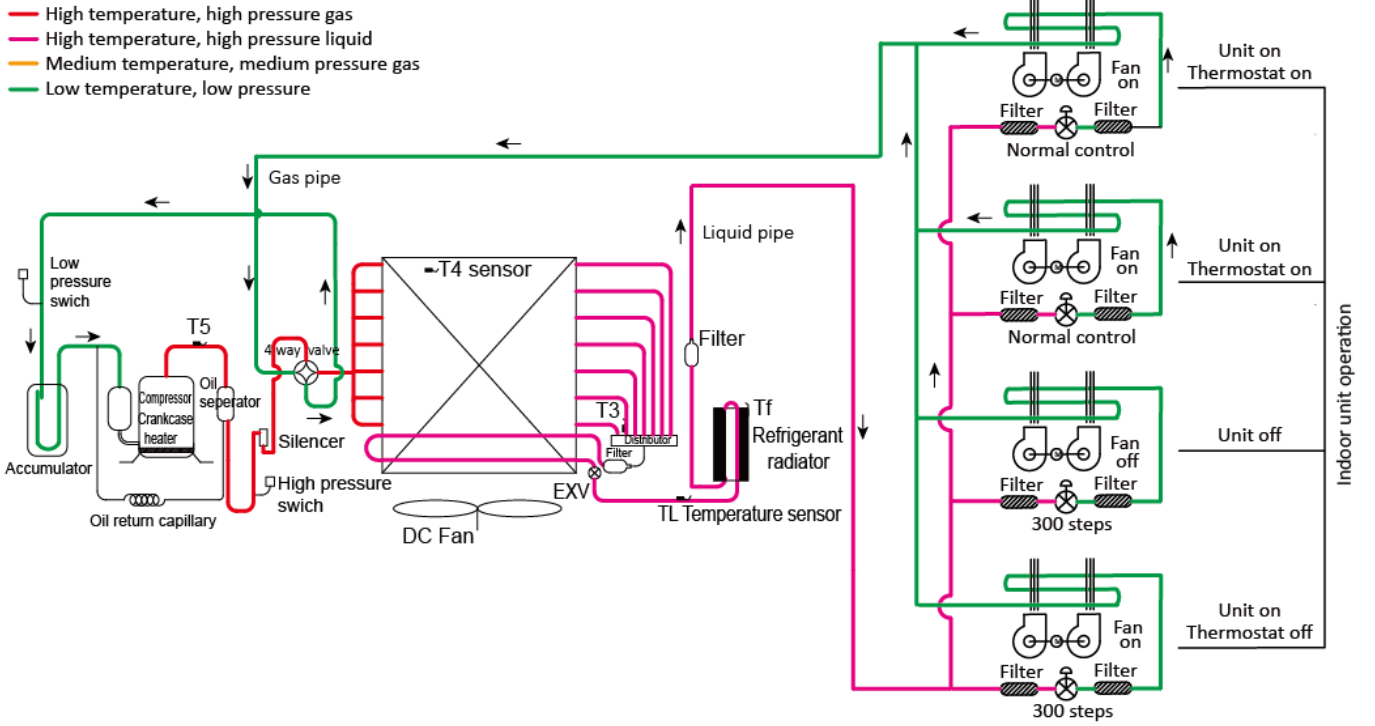 High temperature, high pressure gas
High temperature, high pressure liquid
Medium temperature, medium pressure gas
Low temperature, low pressure
Gas pipe
Low
pressure
swich
T5
4 way valve
Compressor
Crankcase
heater
Oil
seperator
Silencer
High pressure
swich
Accumulator
Oil return capillary
T4 sensor
T3
Distributor
Filter
EXV
DC Fan
TL Temperature sensor
Liquid pipe
Filter
Tf
Refrigerant
radiator
Fan
on
Filter
Filter
Normal control
Unit on
Thermostat on
Fan
on
Filter
Filter
Normal control
Unit on
Thermostat on
Fan
off
Filter
Filter
300 steps
Unit off
Fan
on
Filter
Filter
300 steps
Unit on
Thermostat off
Indoor unit operation